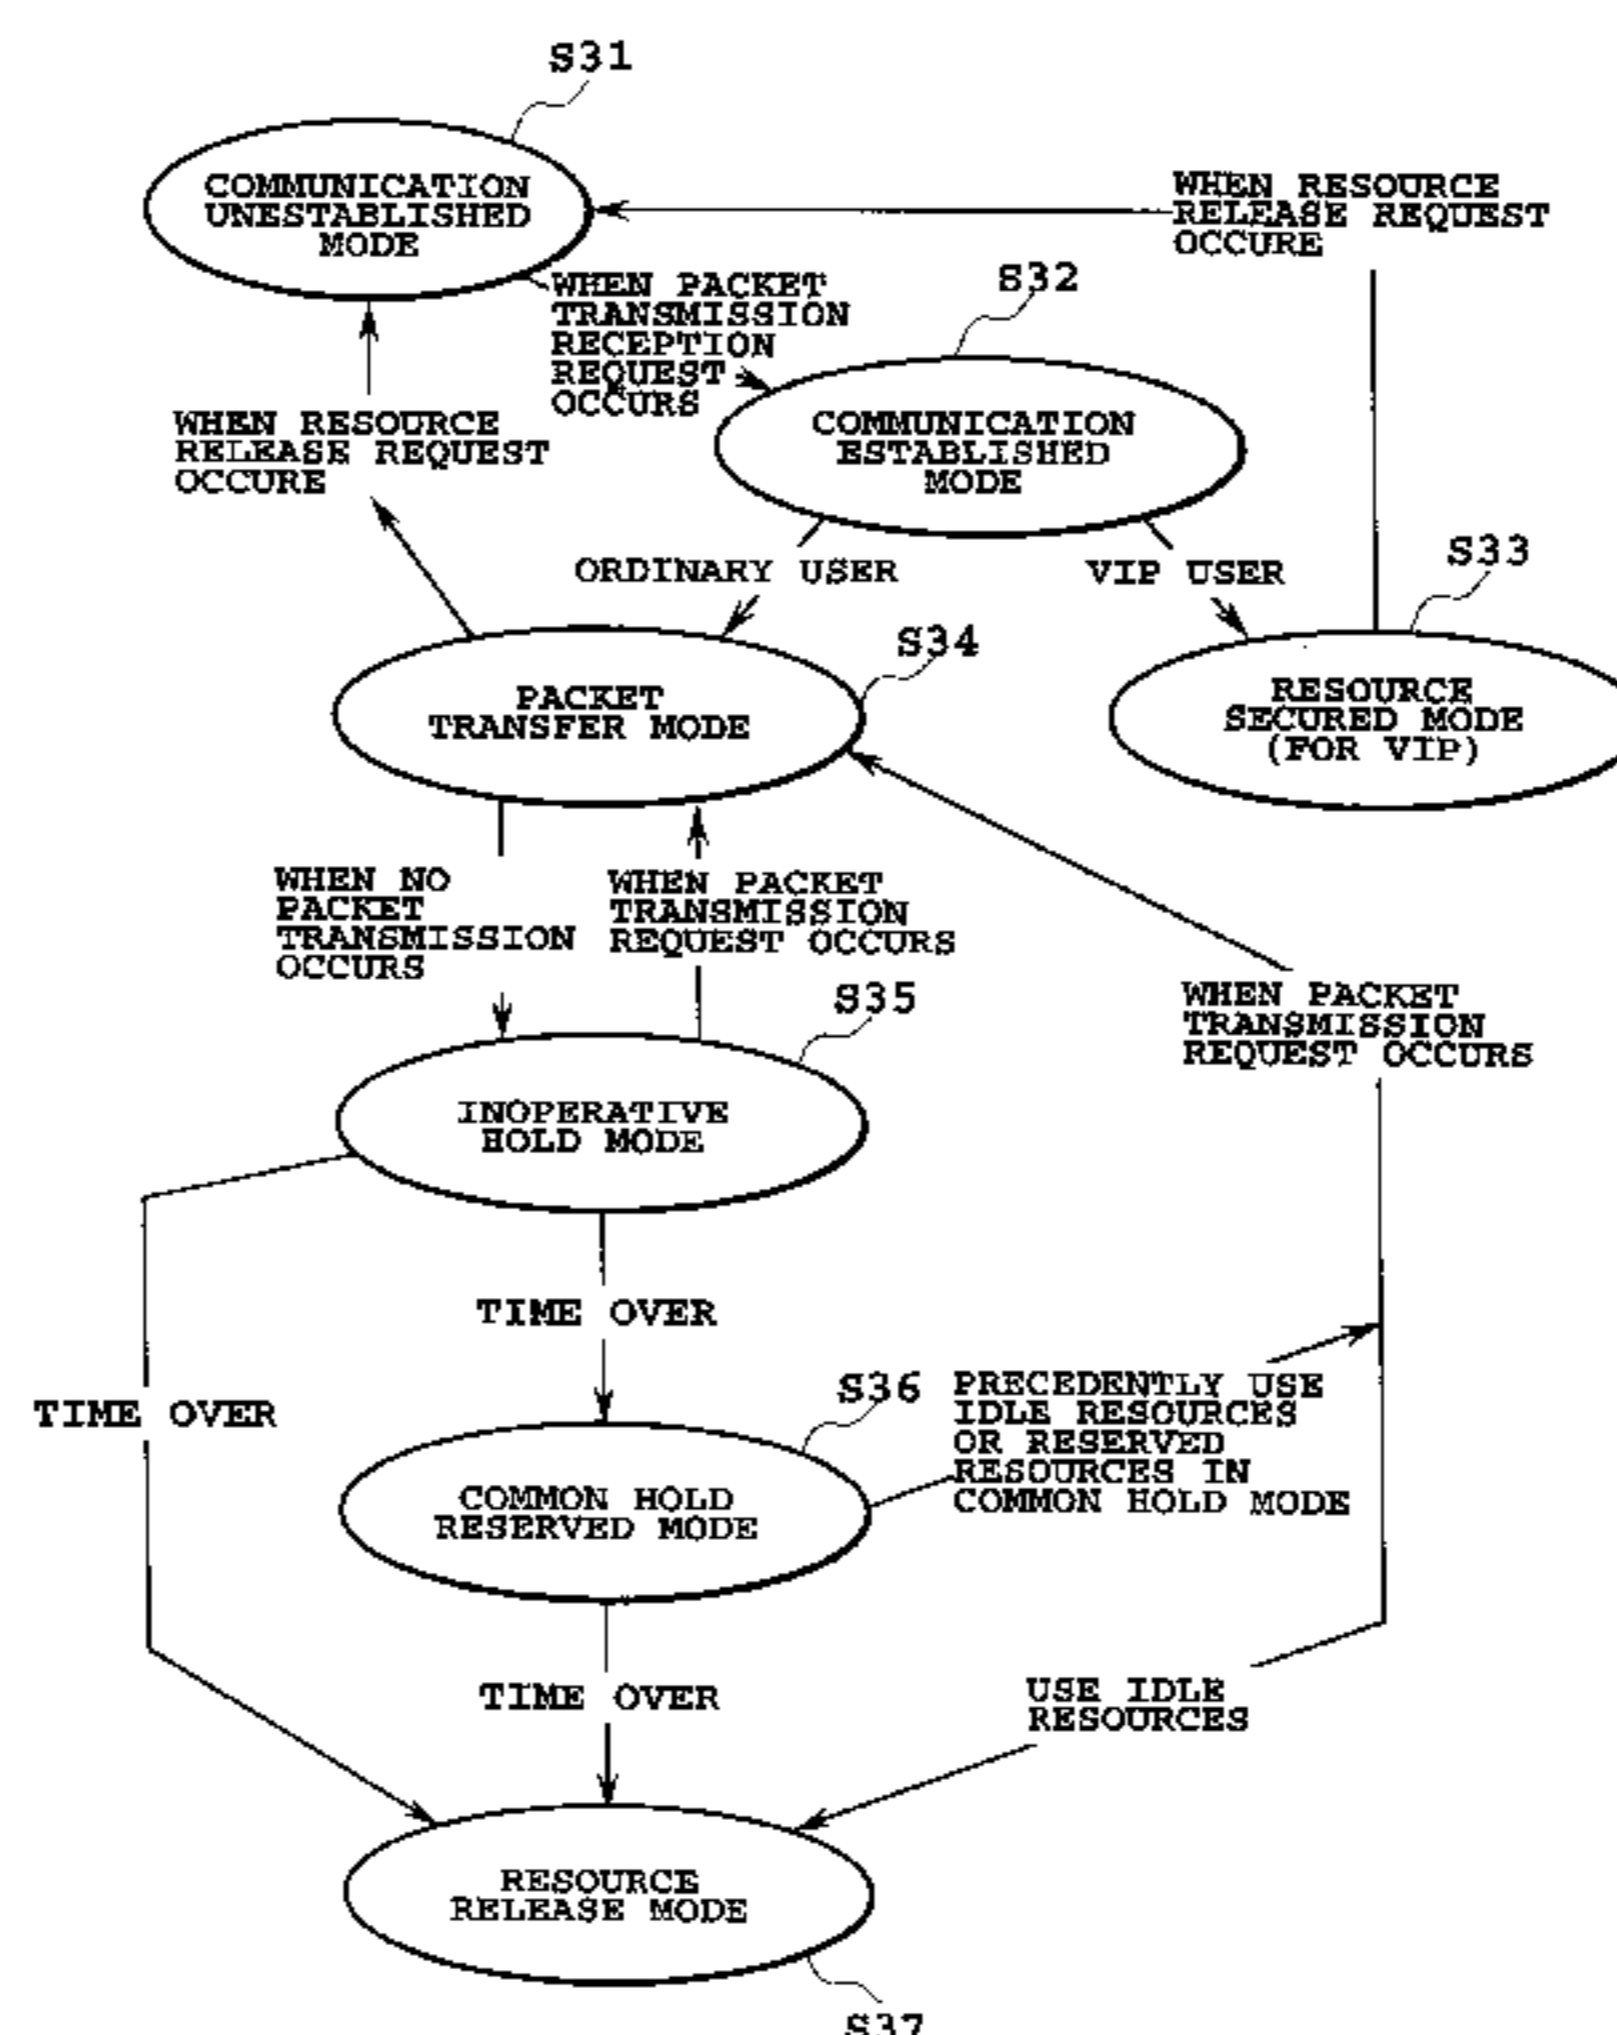 S31
COMMUNICATION
UNESTABLISHED
MODE
WHEN RESOURCE
RELEASE REQUEST
OCCURE
WHEN PACKET
TRANSMISSION
RECEPTION
REQUEST
OCCURS
S32
COMMUNICATION
ESTABLISHED
MODE
WHEN RESOURCE
RELEASE REQUEST
OCCURE
ORDINARY USER
VIP USER
S33
S34
PACKET
TRANSFER MODE
RESOURCE
SECURED MODE
(FOR VIP)
WHEN NO
PACKET
TRANSMISSION
OCCURS
WHEN PACKET
TRANSMISSION
REQUEST OCCURS
S35
WHEN PACKET
TRANSMISSION
REQUEST OCCURS
INOPERATIVE
HOLD MODE
TIME OVER
TIME OVER
S36
PRECEDENTLY USE
IDLE RESOURCES
OR RESERVED
RESOURCES IN
COMMON HOLD MODE
COMMON HOLD
RESERVED MODE
TIME OVER
USE IDLE
RESOURCES
RESOURCE
RELEASE MODE
S37